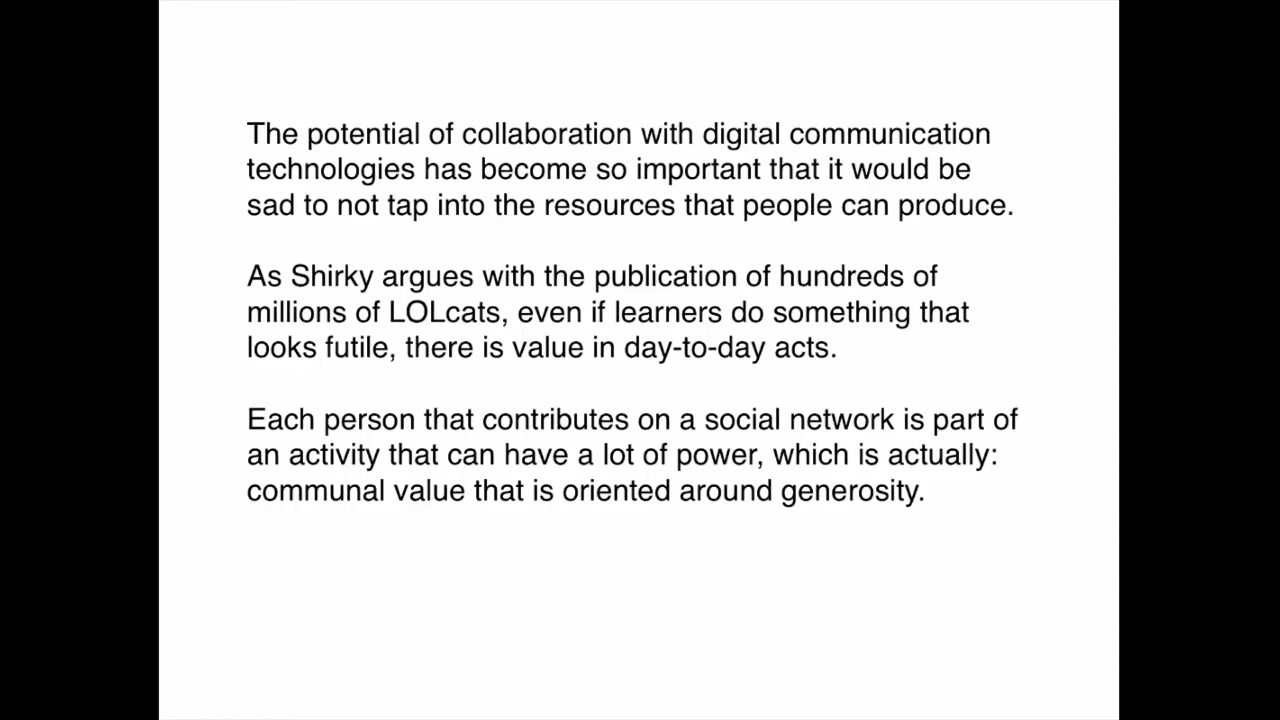 The potential of collaboration with digital communication
technologies has become so important that it would be
sad to not tap into the resources that people can produce.
As Shirky argues with the publication of hundreds of
millions of LOLcats, even if learners do something that
looks futile, there is value in day-to-day acts.
Each person that contributes on a social network is part of
an activity that can have a lot of power, which is actually:
communal value that is oriented around generosity.